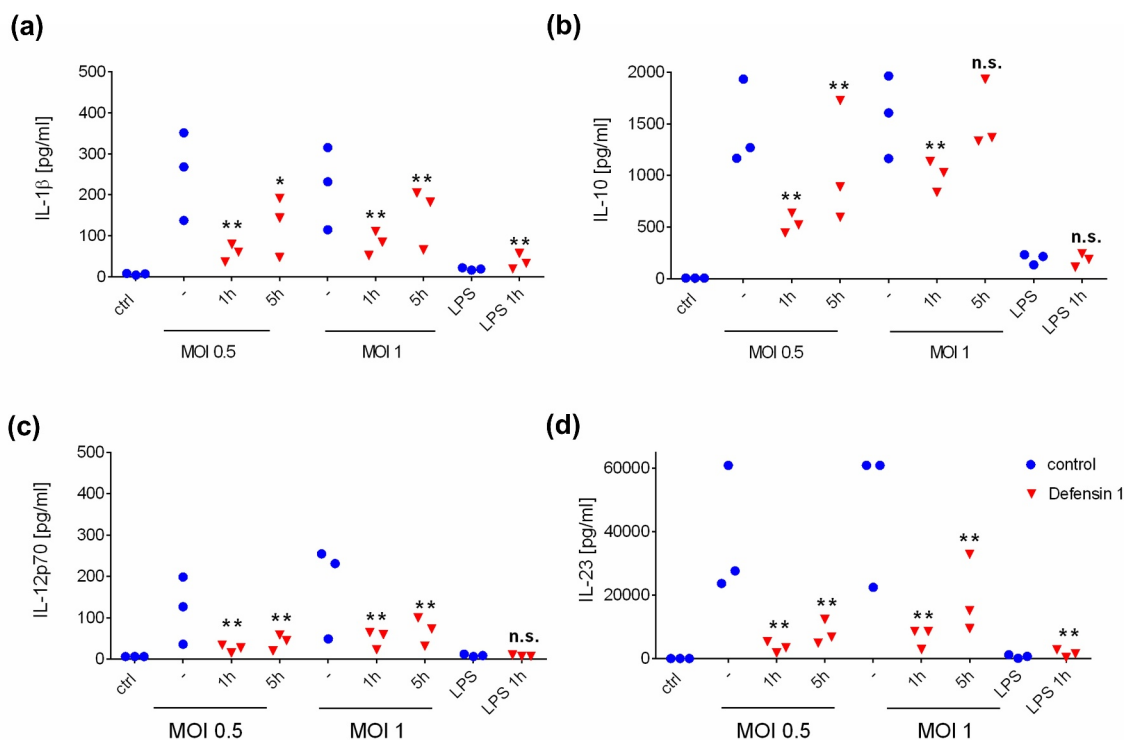 (a)
500
400
300
200
100
0
IL-1β [pg/ml]
**
*
**
**
**
ctrl
-
1h
5h
-
1h
5h
LPS
LPS 1h
MOI 0.5
MOI 1
(b)
2000
1500
1000
500
0
IL-10 [pg/ml]
**
**
**
n.s.
n.s.
ctrl
-
1h
5h
-
1h
5h
LPS
LPS 1h
MOI 0.5
MOI 1
(c)
500
400
300
200
100
0
IL-12p70 [pg/ml]
**
**
**
**
n.s.
ctrl
-
1h
5h
-
1h
5h
LPS
LPS 1h
MOI 0.5
MOI 1
(d)
60000
40000
20000
0
IL-23 [pg/ml]
control
Defensin 1
**
**
**
**
**
ctrl
-
1h
5h
-
1h
5h
LPS
LPS 1h
MOI 0.5
MOI 1